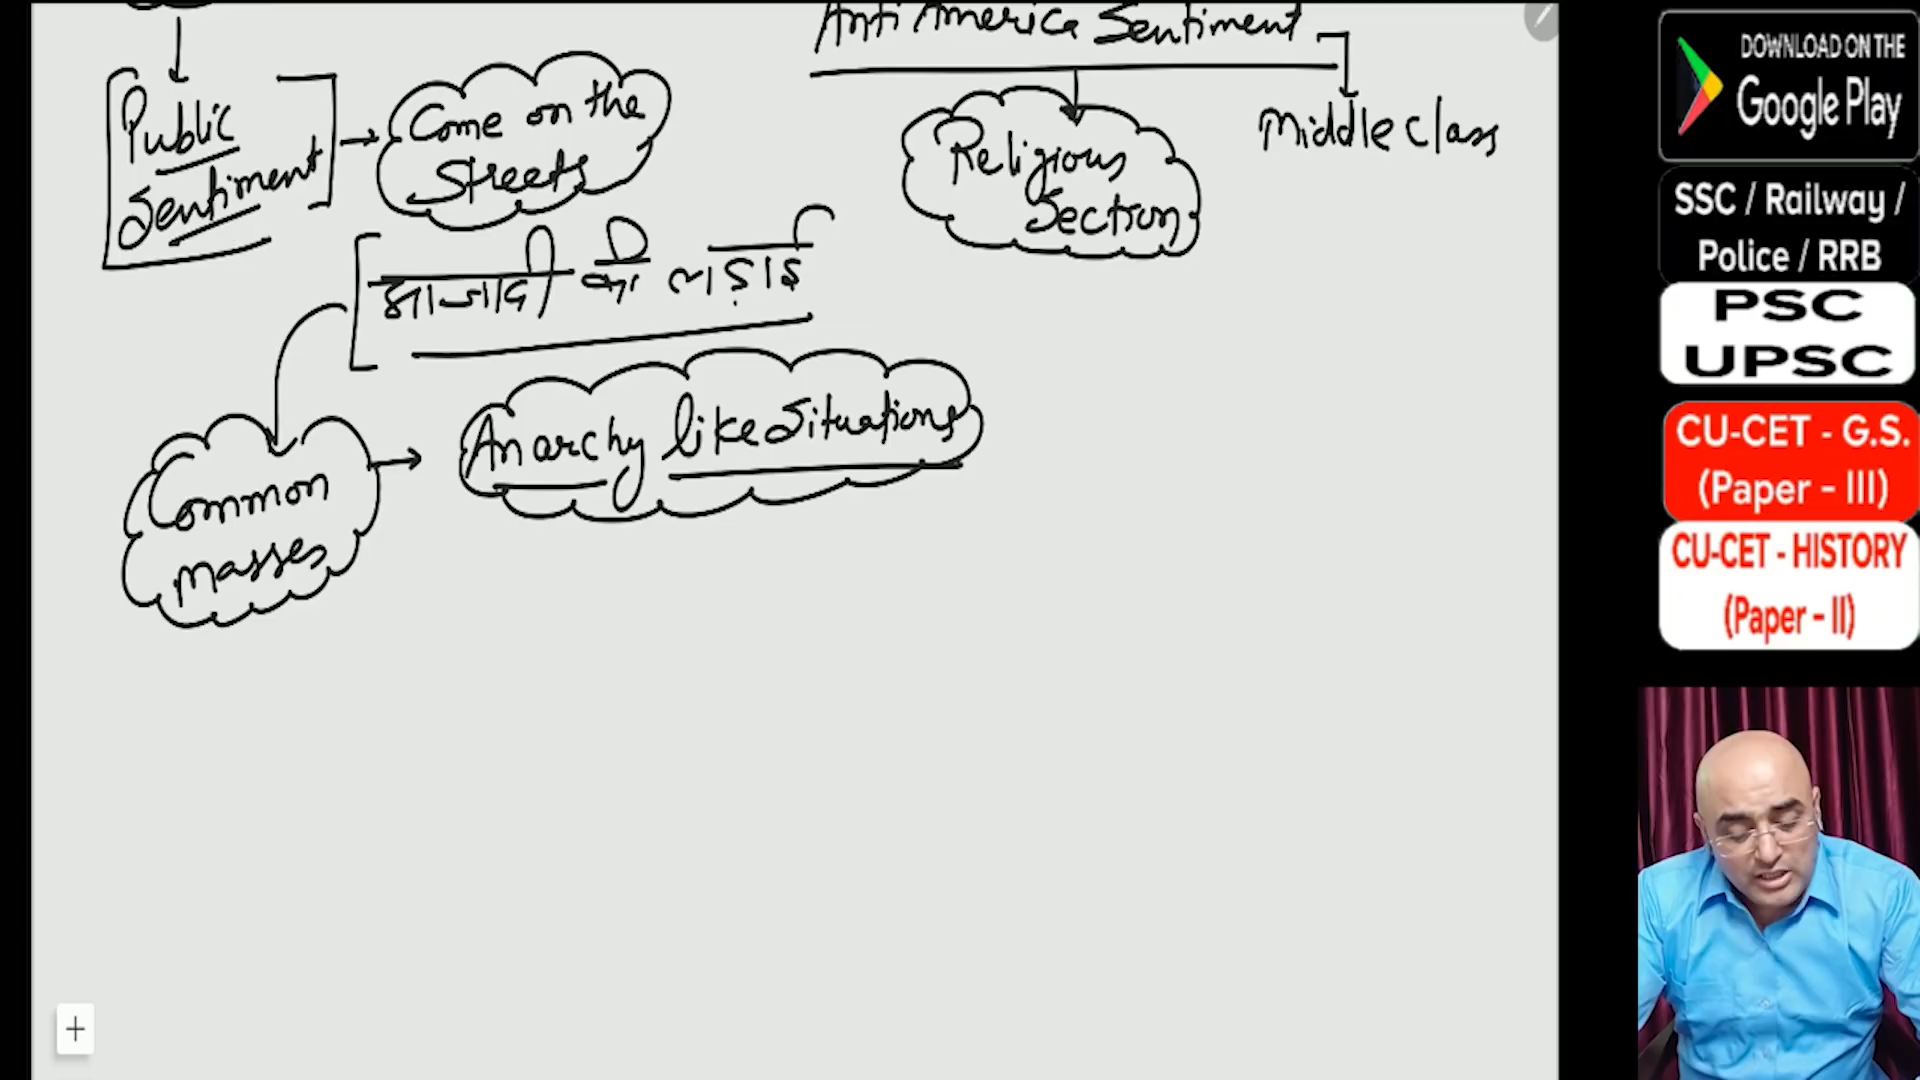 Anti America Sentiment
Public
Sentiment
Come on the
Streets
Religious
Section
Middle class
आजादी की लड़ाई
Common
masses
Anarchy like Situations
DOWNLOAD ON THE
Google Play
SSC / Railway /
Police / RRB
PSC
UPSC
CU-CET - G.S.
(Paper - III)
CU-CET - HISTORY
(Paper - II)
+